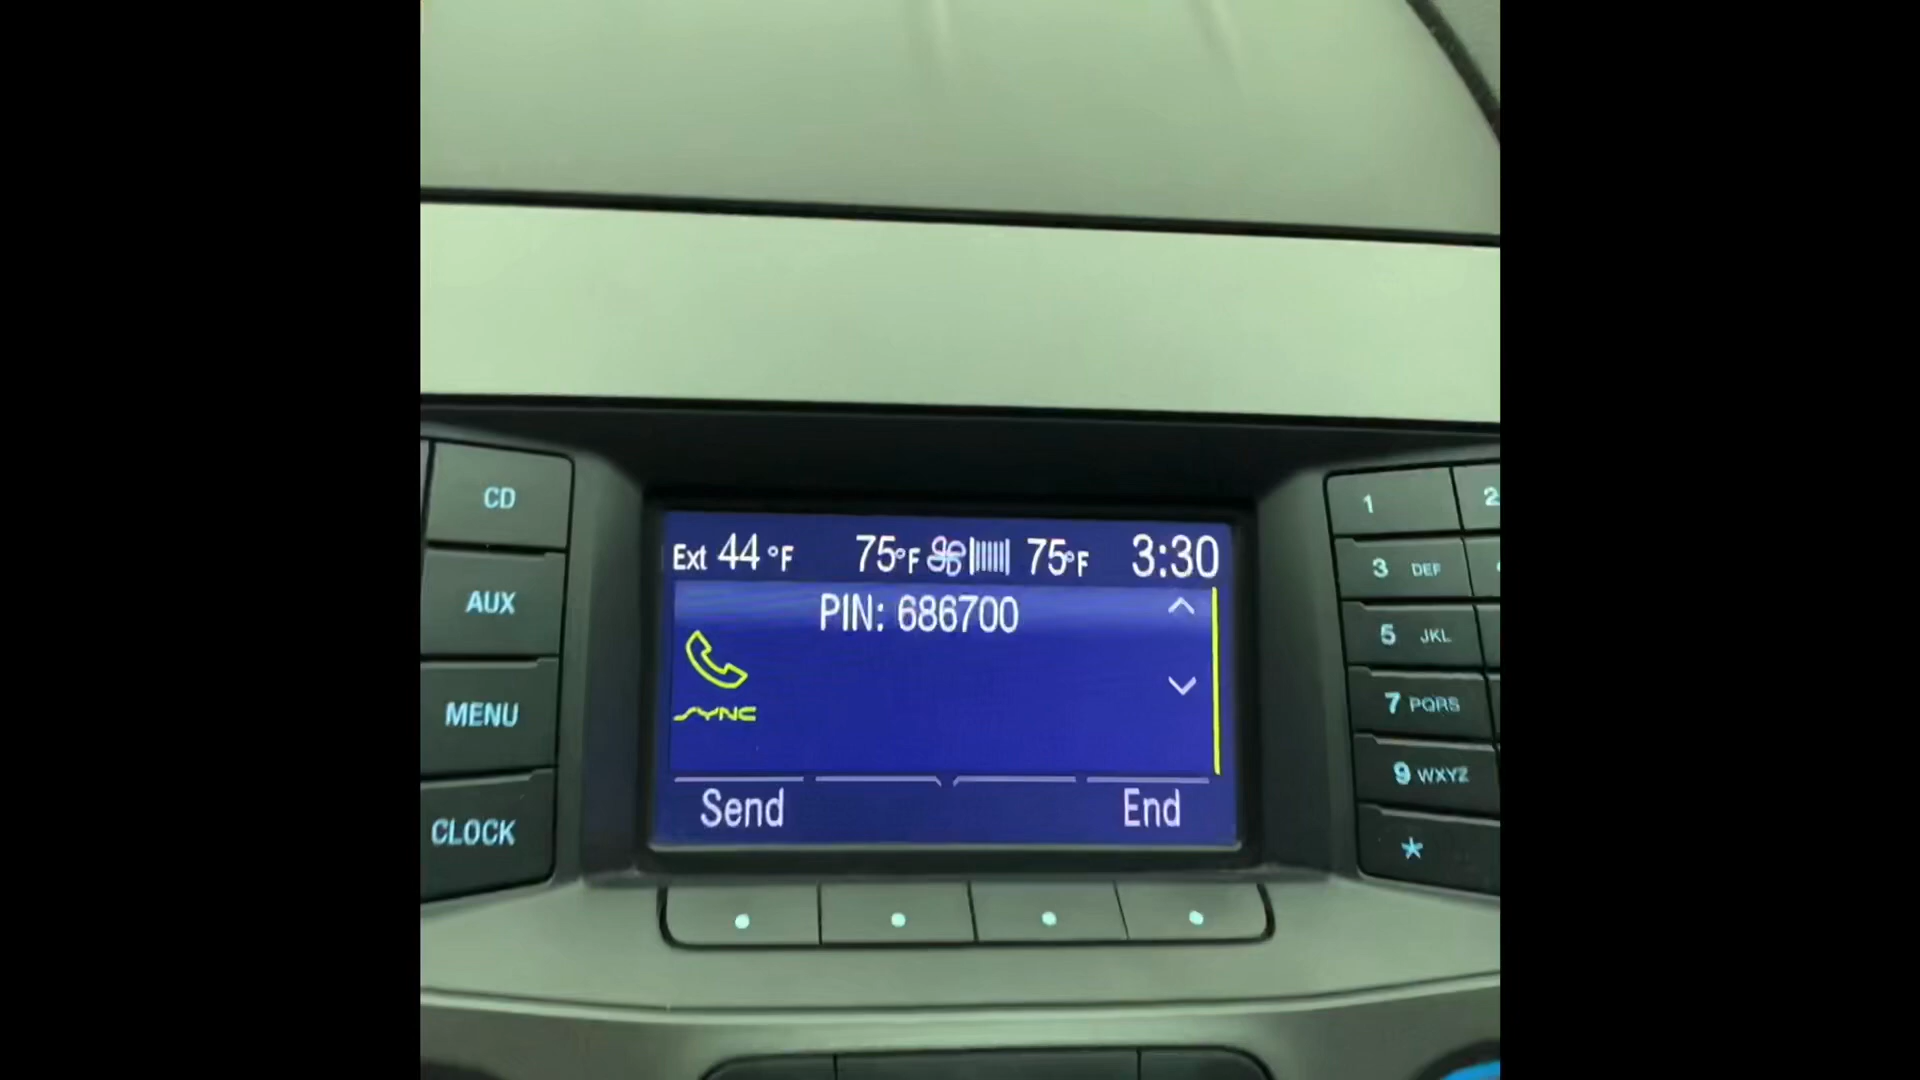 Ext 44°F 75°F 75°F 3:30
PIN: 686700
SYNC
Send End
CD
AUX
MENU
CLOCK
1 2
3 DEF
5 JKL
7 PQRS
9 WXYZ
*